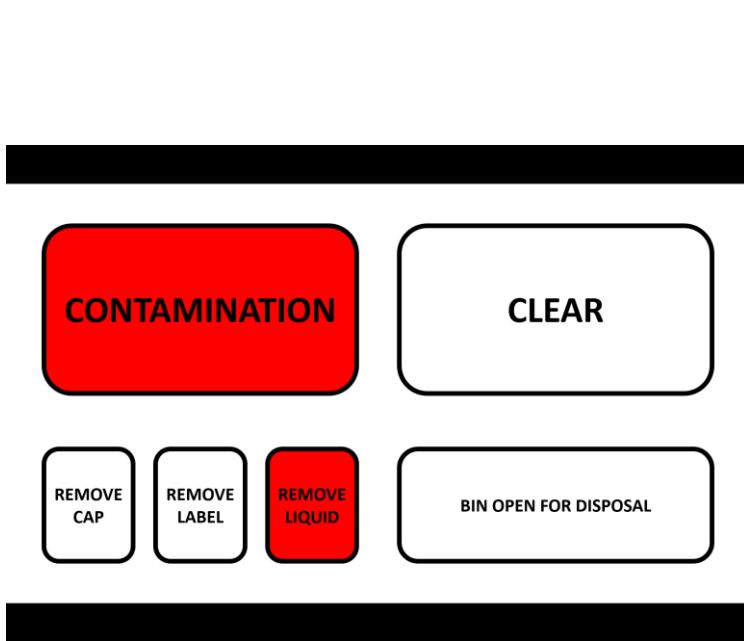 CONTAMINATION
CLEAR
REMOVE
CAP
REMOVE
LABEL
REMOVE
LIQUID
BIN OPEN FOR DISPOSAL